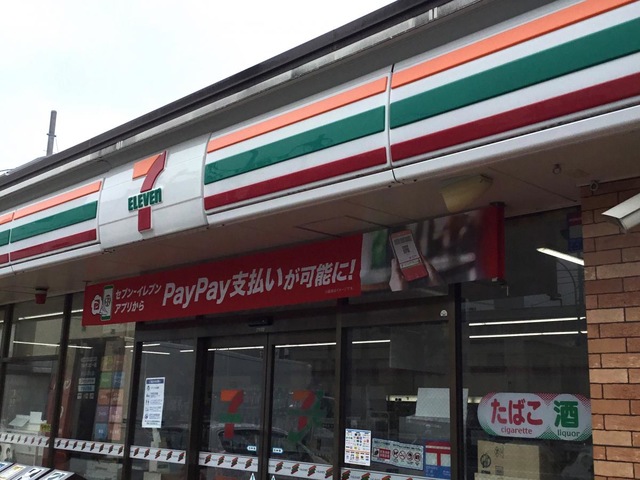 7
ELEVEn
セブン-イレブン
アプリから
PayPay支払いが可能に!
たばこ
cigarette
酒
liquor